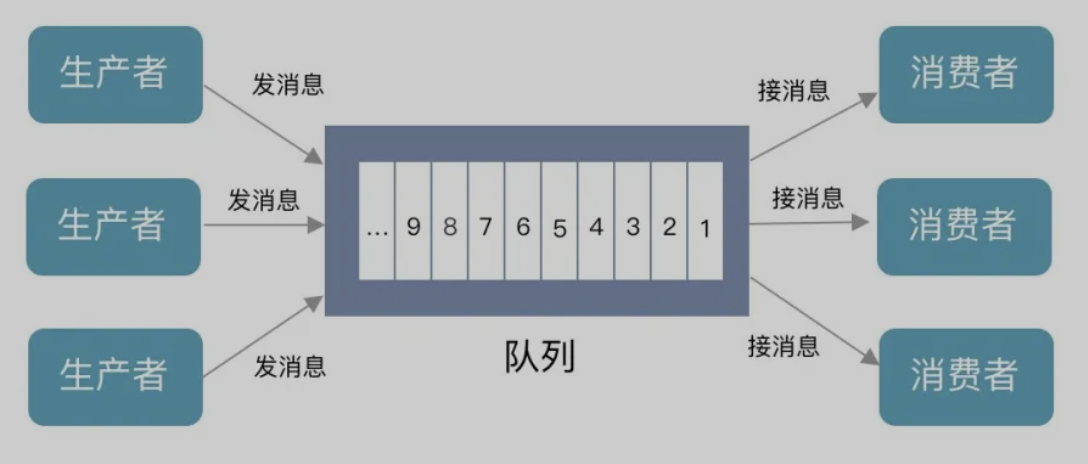 生产者
发消息
接消息
消费者
生产者
发消息
... 9 8 7 6 5 4 3 2 1
接消息
消费者
生产者
发消息
队列
接消息
消费者